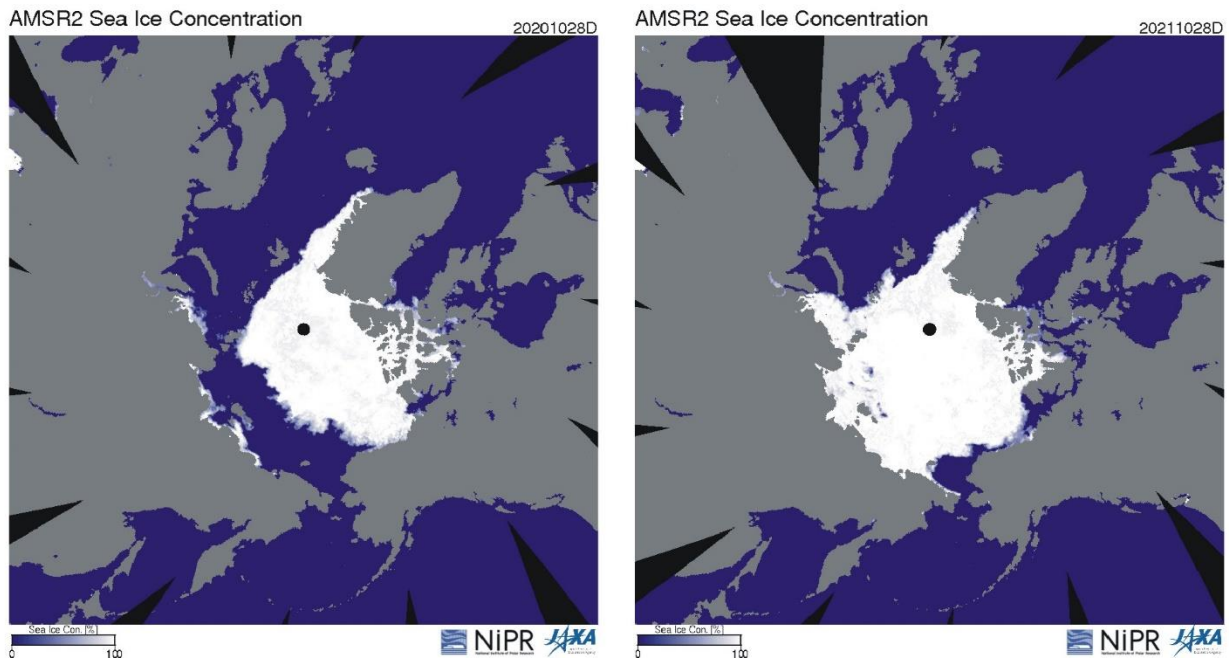 AMSR2 Sea Ice Concentration
20201028D
Sea Ice Con. [%]
0 100
NiPR
JAXA
AMSR2 Sea Ice Concentration
20211028D
Sea Ice Con. [%]
0 100
NiPR
JAXA